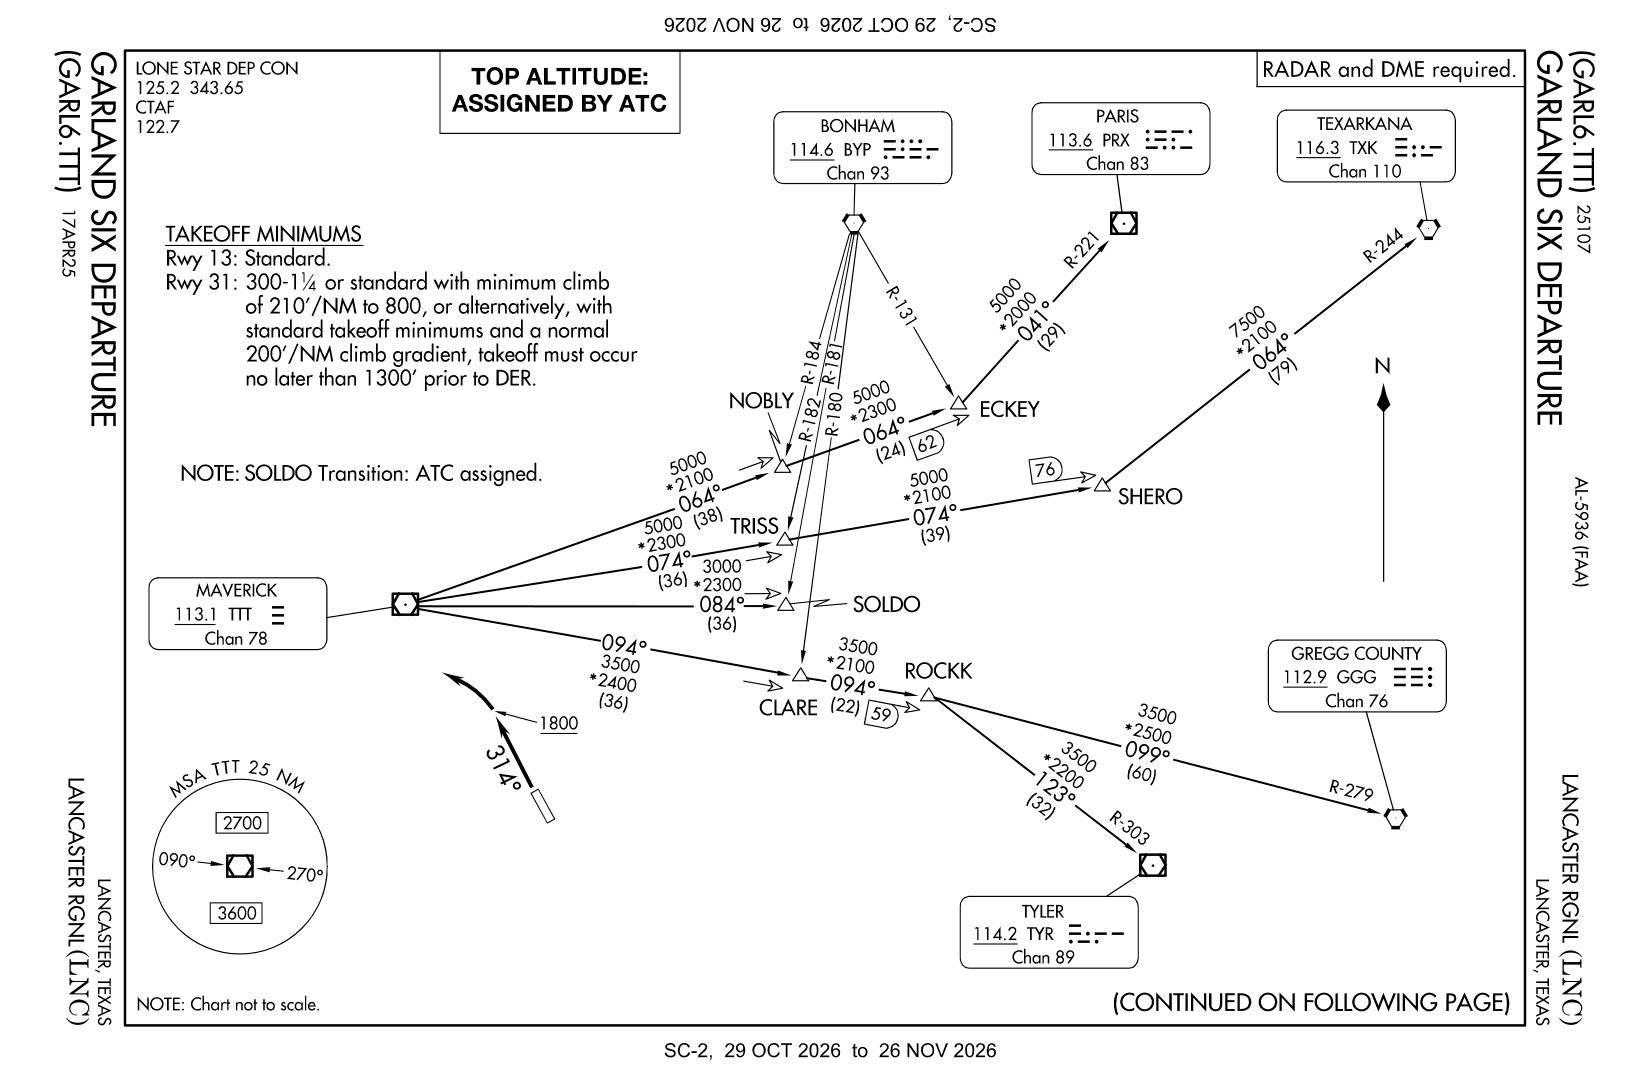 SC-2, 29 OCT 2026 to 26 NOV 2026
(GARL6.TTT) 17APR25
GARLAND SIX DEPARTURE
LANCASTER RGNL (LNC)
LANCASTER, TEXAS
LONE STAR DEP CON
125.2 343.65
CTAF
122.7
TOP ALTITUDE:
ASSIGNED BY ATC
RADAR and DME required.
BONHAM
114.6 BYP
Chan 93
PARIS
113.6 PRX
Chan 83
TEXARKANA
116.3 TXK
Chan 110
TAKEOFF MINIMUMS
Rwy 13: Standard.
Rwy 31: 300-1¼ or standard with minimum climb
of 210'/NM to 800, or alternatively, with
standard takeoff minimums and a normal
200'/NM climb gradient, takeoff must occur
no later than 1300' prior to DER.
NOTE: SOLDO Transition: ATC assigned.
R-131
R-184
R-181
R-182
R-180
R-221
5000
*2000
041°
(29)
R-244
7500
*2100
064°
(79)
N
NOBLY
5000
*2300
064°
(24)
62
ECKEY
5000
*2100
064°
(38)
TRISS
5000
*2300
074°
(36)
5000
*2100
074°
(39)
76
SHERO
3000
*2300
084°
(36)
SOLDO
MAVERICK
113.1 TTT
Chan 78
094°
3500
*2400
(36)
CLARE
3500
*2100
094°
(22)
59
ROCKK
3500
*2500
099°
(60)
R-279
GREGG COUNTY
112.9 GGG
Chan 76
3500
*2200
123°
(32)
R-303
TYLER
114.2 TYR
Chan 89
1800
314°
MSA TTT 25 NM
2700
090°
270°
3600
NOTE: Chart not to scale.
(CONTINUED ON FOLLOWING PAGE)
(GARL6.TTT) 25107
GARLAND SIX DEPARTURE
AL-5936 (FAA)
LANCASTER RGNL (LNC)
LANCASTER, TEXAS
SC-2, 29 OCT 2026 to 26 NOV 2026